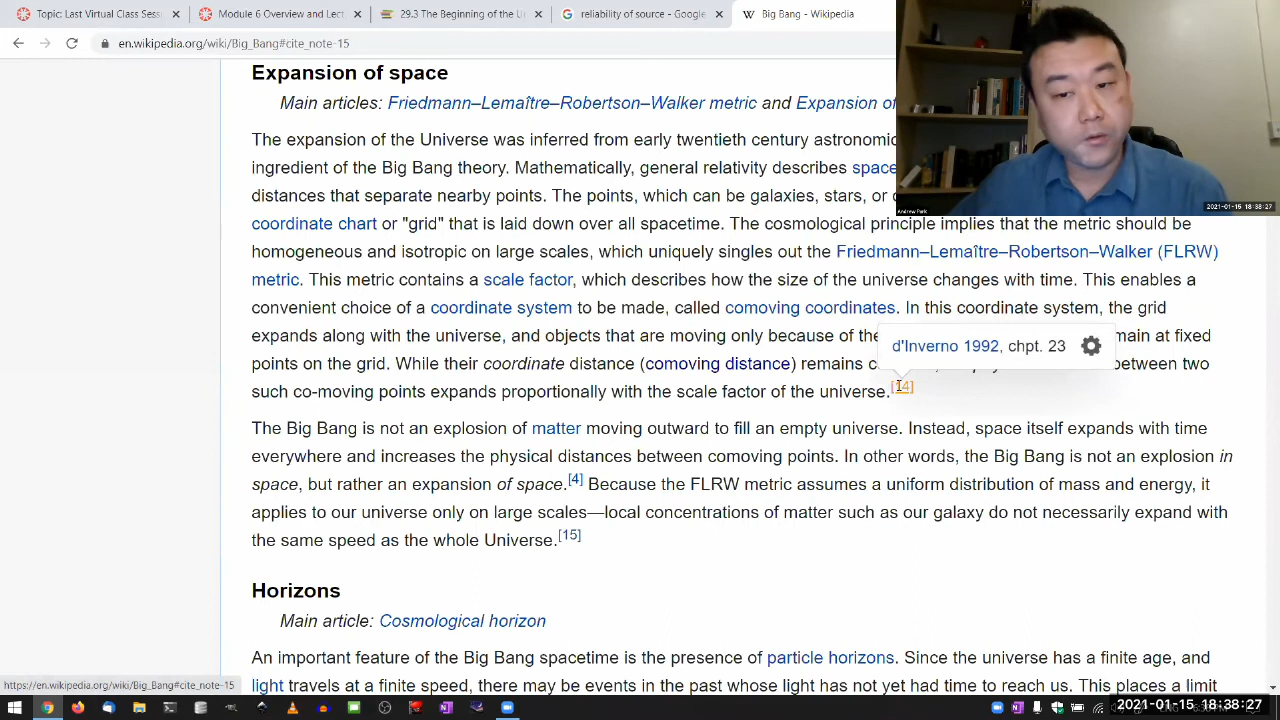 Topic: Last Virtual Class Sess
Module 6 Overview and Lect
29.3 The Beginning of the U
reliability of source - Google
Big Bang - Wikipedia
en.wikipedia.org/wiki/Big_Bang#cite_note-15
Expansion of space
Main articles: Friedmann–Lemaître–Robertson–Walker metric and Expansion of
The expansion of the Universe was inferred from early twentieth century astronomic
ingredient of the Big Bang theory. Mathematically, general relativity describes space
distances that separate nearby points. The points, which can be galaxies, stars, or
Andrew Park
2021-01-15 18:38:27
coordinate chart or "grid" that is laid down over all spacetime. The cosmological principle implies that the metric should be
homogeneous and isotropic on large scales, which uniquely singles out the Friedmann–Lemaître–Robertson–Walker (FLRW)
metric. This metric contains a scale factor, which describes how the size of the universe changes with time. This enables a
convenient choice of a coordinate system to be made, called comoving coordinates. In this coordinate system, the grid
expands along with the universe, and objects that are moving only because of the main at fixed
d'Inverno 1992, chpt. 23
points on the grid. While their coordinate distance (comoving distance) remains between two
such co-moving points expands proportionally with the scale factor of the universe.[14]
The Big Bang is not an explosion of matter moving outward to fill an empty universe. Instead, space itself expands with time
everywhere and increases the physical distances between comoving points. In other words, the Big Bang is not an explosion in
space, but rather an expansion of space.[4] Because the FLRW metric assumes a uniform distribution of mass and energy, it
applies to our universe only on large scales—local concentrations of matter such as our galaxy do not necessarily expand with
the same speed as the whole Universe.[15]
Horizons
Main article: Cosmological horizon
An important feature of the Big Bang spacetime is the presence of particle horizons. Since the universe has a finite age, and
light travels at a finite speed, there may be events in the past whose light has not yet had time to reach us. This places a limit
https://en.wikipedia.org/wiki/Big_Bang#cite_note-15
2021-01-15 18:38:27